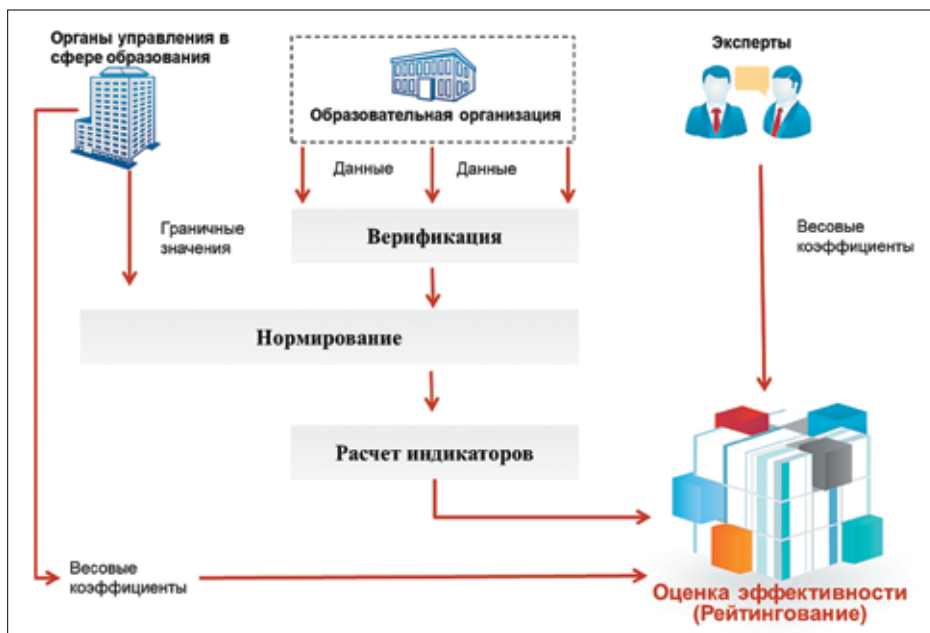 Органы управления в
сфере образования
Образовательная организация
Эксперты
Данные
Данные
Граничные
значения
Верификация
Весовые
коэффициенты
Нормирование
Расчет индикаторов
Весовые
коэффициенты
Оценка эффективности
(Рейтингование)